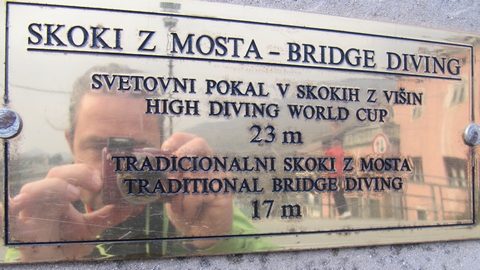 SKOKI Z MOSTA - BRIDGE DIVING
SVETOVNI POKAL V SKOKIH Z VIŠIN
HIGH DIVING WORLD CUP
23 m
TRADICIONALNI SKOKI Z MOSTA
TRADITIONAL BRIDGE DIVING
17 m